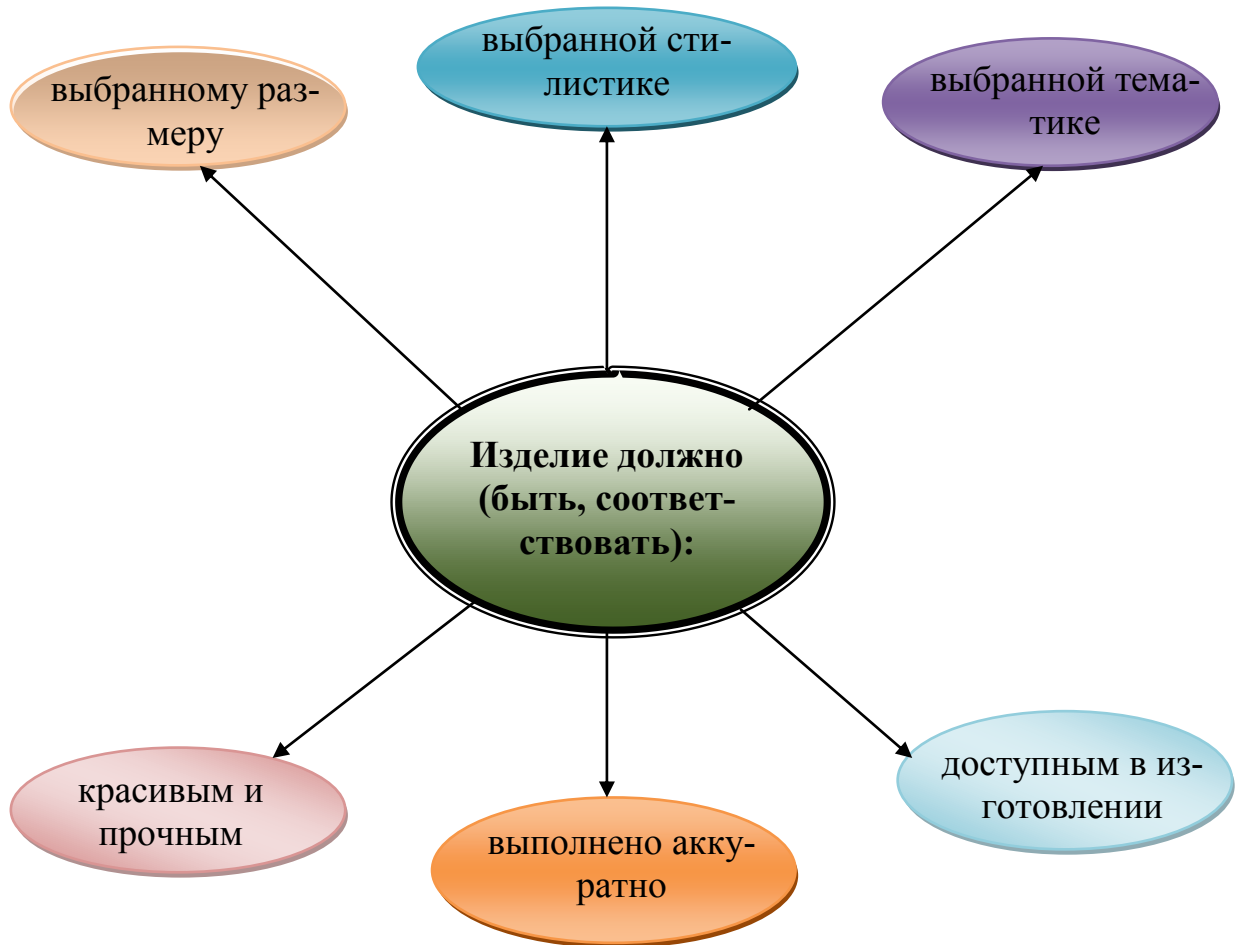 выбранному раз-
меру
выбранной сти-
листике
выбранной тема-
тике
Изделие должно
(быть, соответ-
ствовать):
красивым и
прочным
выполнено акку-
ратно
доступным в из-
готовлении